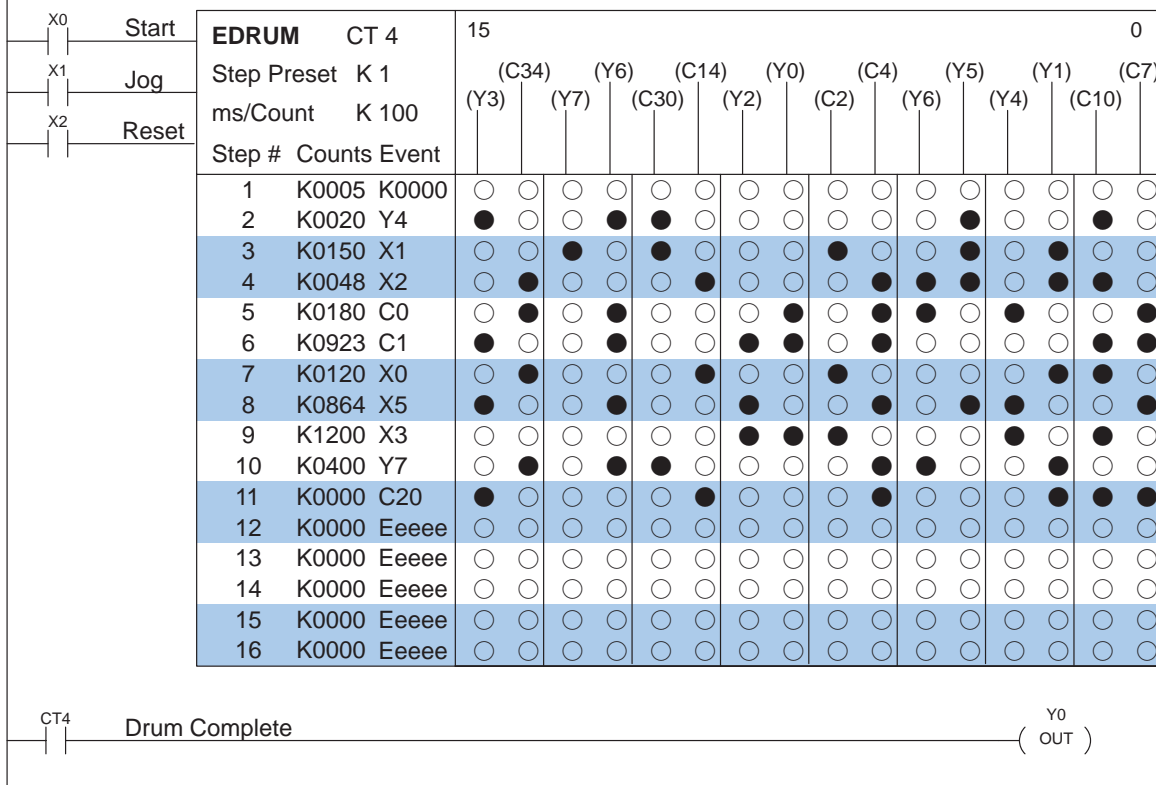 X0 Start
X1 Jog
X2 Reset
EDRUM CT 4
Step Preset K 1
ms/Count K 100
Step # Counts Event
15 0
(C34) (Y6) (C14) (Y0) (C4) (Y5) (Y1) (C7)
(Y3) (Y7) (C30) (Y2) (C2) (Y6) (Y4) (C10)
1 K0005 K0000
2 K0020 Y4
3 K0150 X1
4 K0048 X2
5 K0180 C0
6 K0923 C1
7 K0120 X0
8 K0864 X5
9 K1200 X3
10 K0400 Y7
11 K0000 C20
12 K0000 Eeeee
13 K0000 Eeeee
14 K0000 Eeeee
15 K0000 Eeeee
16 K0000 Eeeee
CT4 Drum Complete
Y0
( OUT )